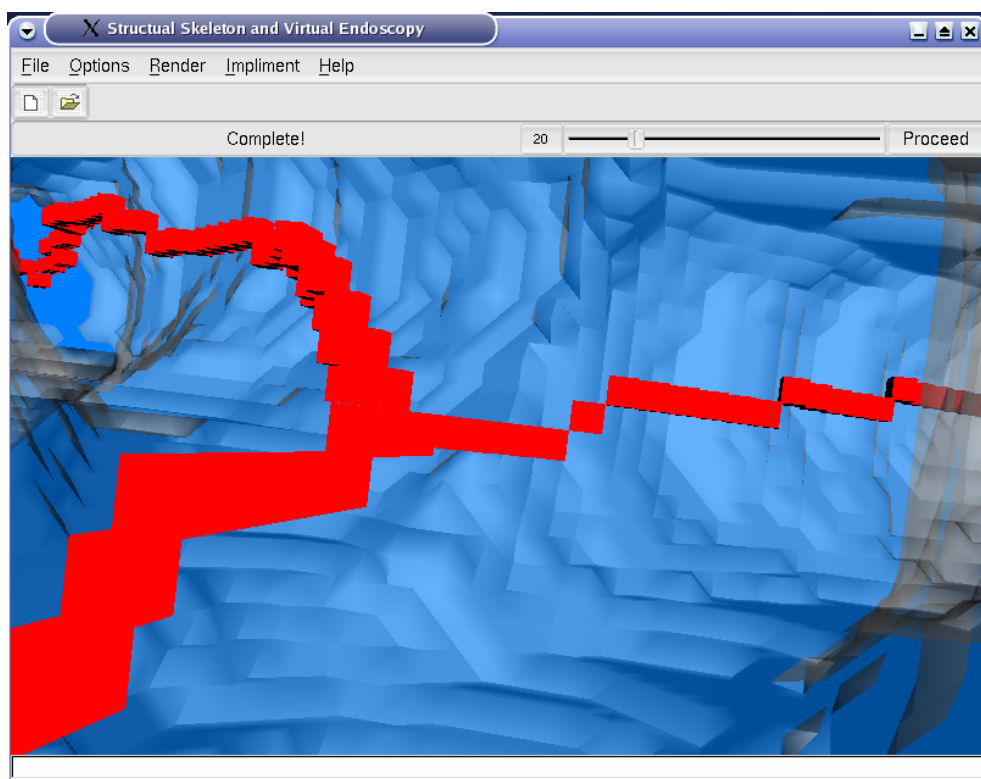 X Structual Skeleton and Virtual Endoscopy
File Options Render Impliment Help
Complete! 20 Proceed